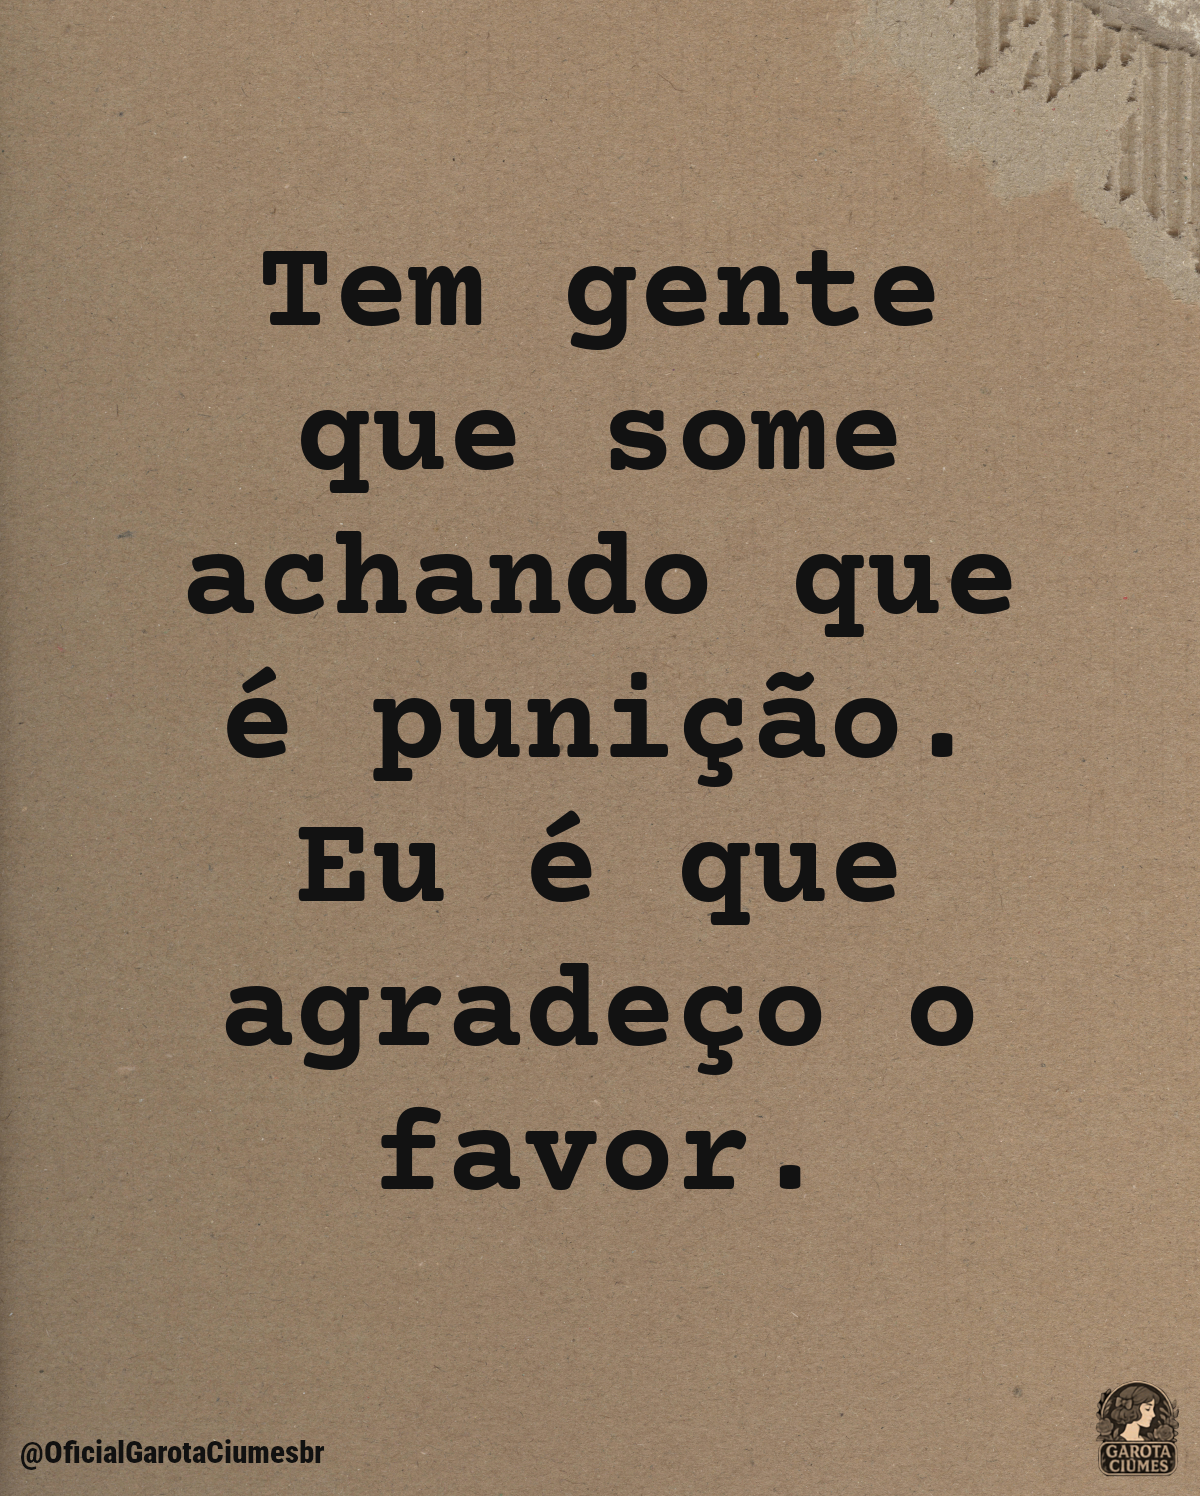 Tem gente
que some
achando que
é punição.
Eu é que
agradeço o
favor.
@OficialGarotaCiumesbr
GAROTA
CIÚMES